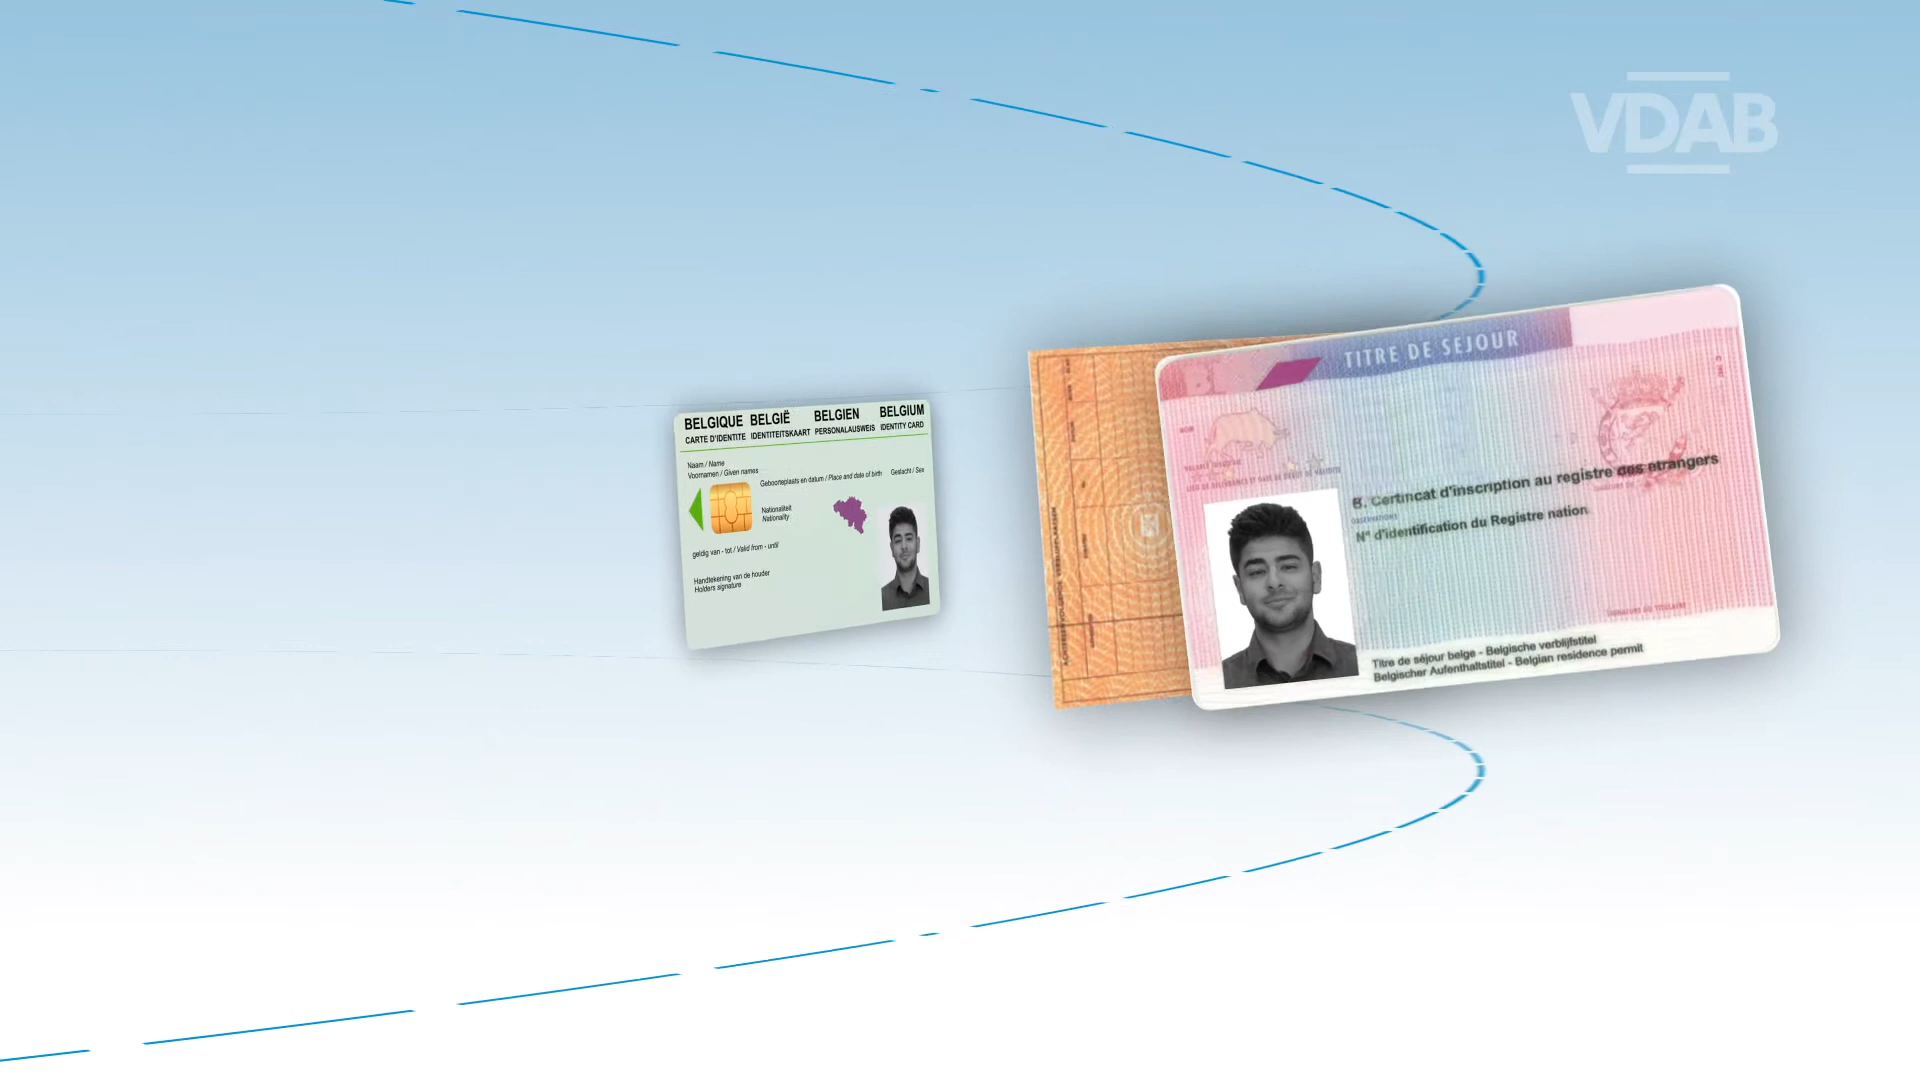 VDAB
BELGIQUE BELGIË BELGIEN BELGIUM
CARTE D'IDENTITE IDENTITEITSKAART PERSONALAUSWEIS IDENTITY CARD
Naam / Name
Voornamen / Given names
Geboorteplaats en datum / Place and date of birth Geslacht / Sex
Nationaliteit
Nationality
geldig van - tot / Valid from - until
Handtekening van de houder
Holders signature
TITRE DE SEJOUR
B. Certincat d'inscription au registre des etrangers
N° d'identification du Registre nation
Titre de séjour belge - Belgische verblijfstitel
Belgischer Aufenthaltstitel - Belgian residence permit